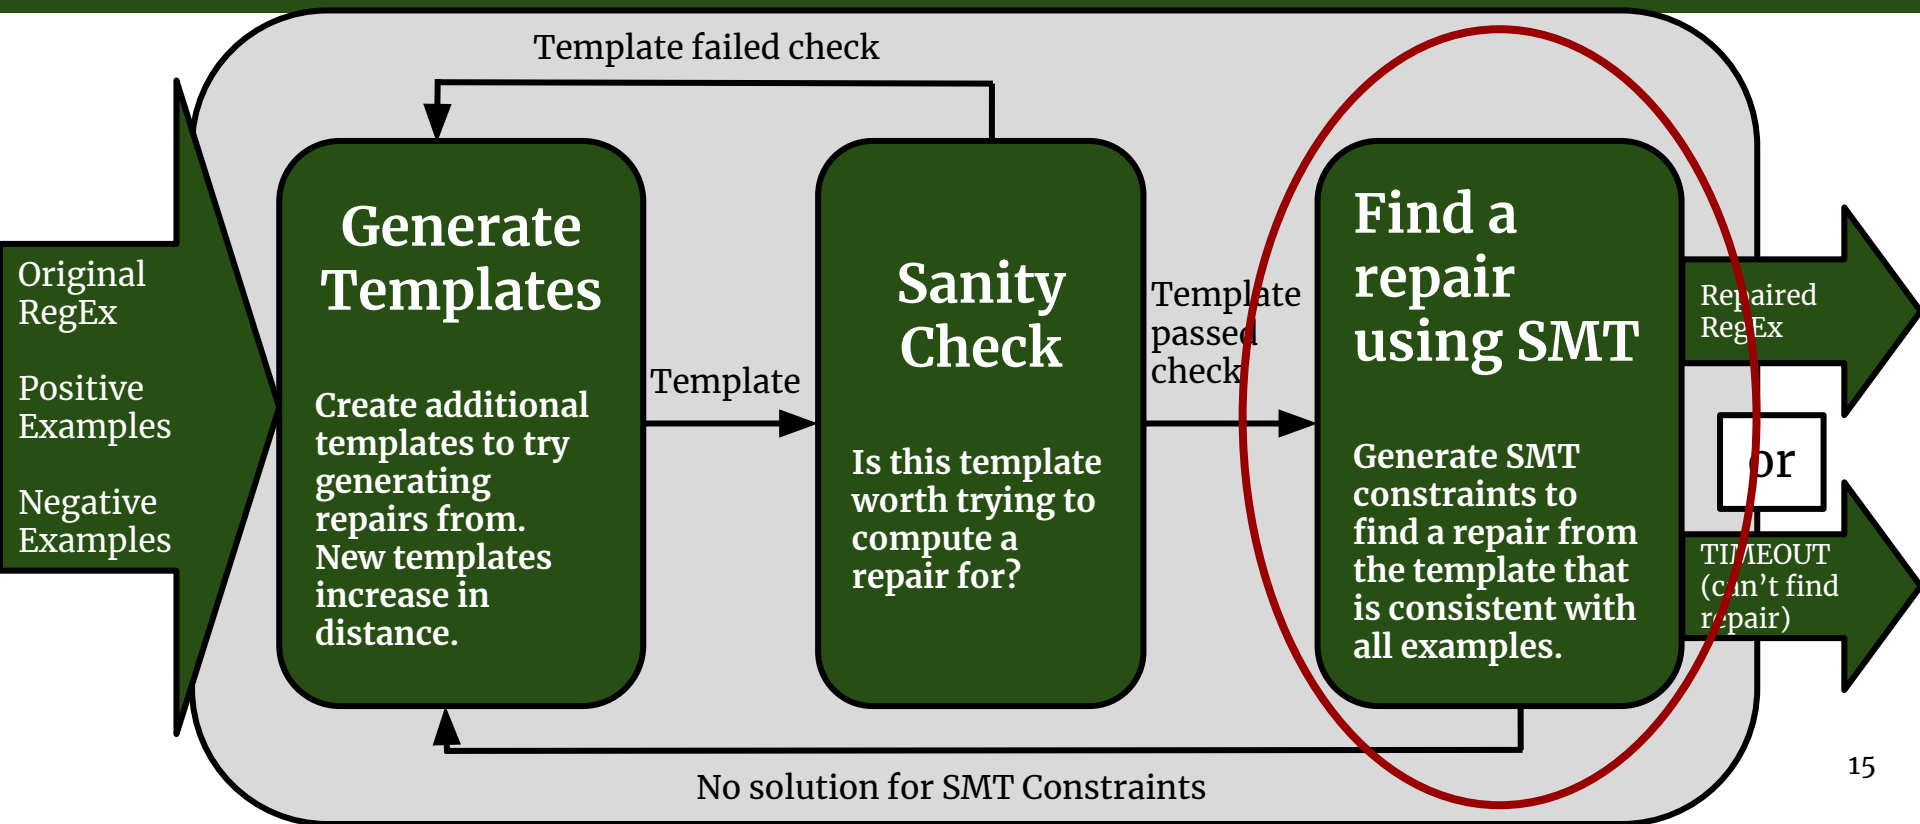 Template failed check
Original
RegEx
Positive
Examples
Negative
Examples
Generate
Templates
Create additional
templates to try
generating
repairs from.
New templates
increase in
distance.
Template
Sanity
Check
Is this template
worth trying to
compute a
repair for?
Template
passed
check
Find a
repair
using SMT
Generate SMT
constraints to
find a repair from
the template that
is consistent with
all examples.
Repaired
RegEx
or
TIMEOUT
(can't find
repair)
No solution for SMT Constraints
15